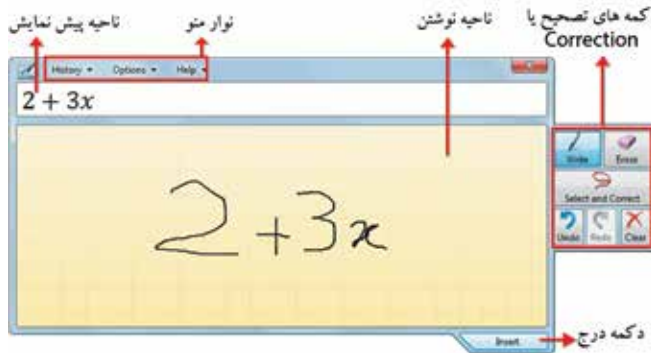 ناحیه پیش نمایش
نوار منو
ناحیه نوشتن
کمه های تصحیح یا
Correction
History Options Help
2 + 3x
2+3x
Write Erase
Select and Correct
Undo Redo Clear
Insert
دکمه درج